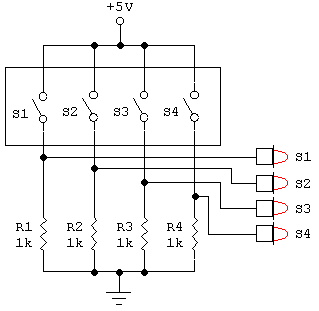 +5V
S1 S2 S3 S4
S1
S2
S3
S4
R1 R2 R3 R4
1k 1k 1k 1k